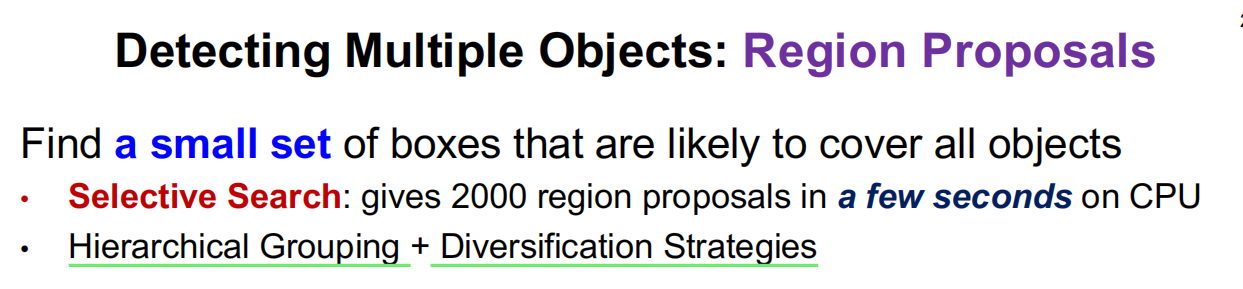 Detecting Multiple Objects: Region Proposals
Find a small set of boxes that are likely to cover all objects
• Selective Search: gives 2000 region proposals in a few seconds on CPU
• Hierarchical Grouping + Diversification Strategies